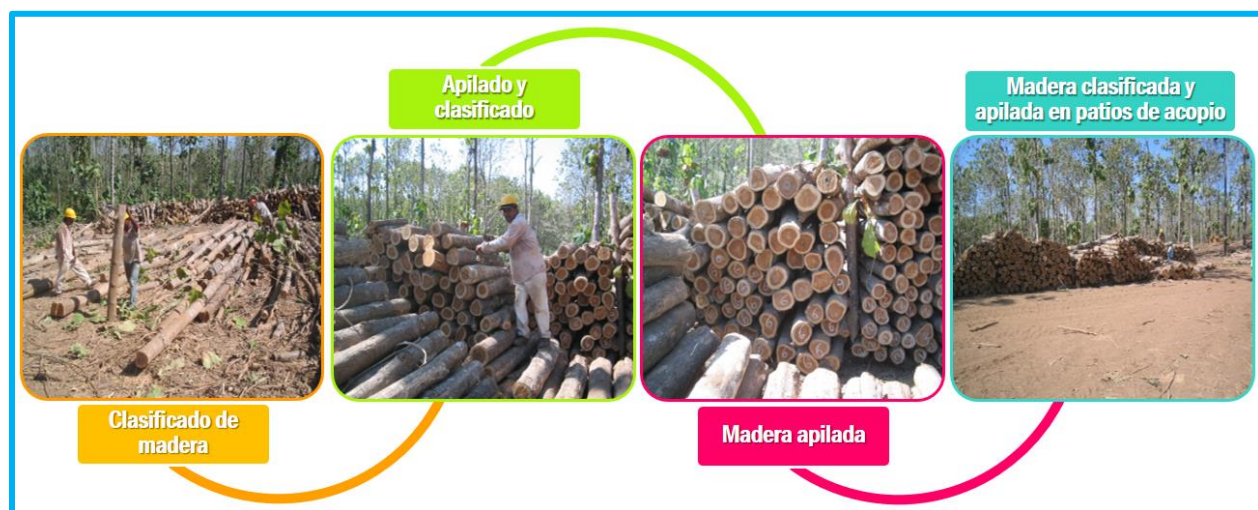 Clasificado de
madera
Apilado y
clasificado
Madera apilada
Madera clasificada y
apilada en patios de acopio